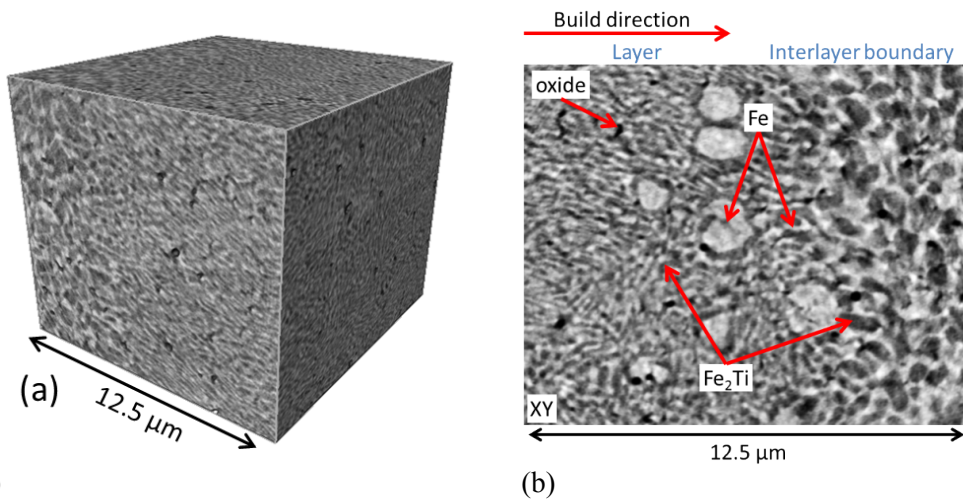 (a)
12.5 μm
Build direction
Layer Interlayer boundary
oxide
Fe
Fe₂Ti
XY
12.5 μm
(b)